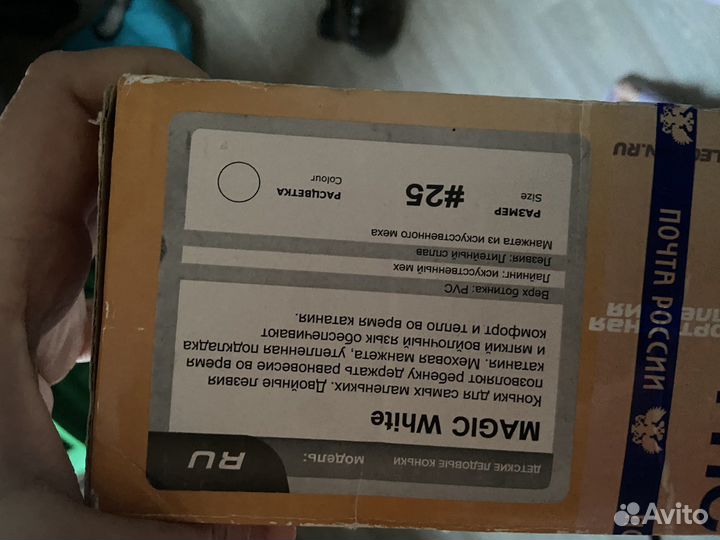 ДЕТСКИЕ ЛЕДОВЫЕ КОНЬКИ
МОДЕЛЬ:
RU
MAGIC White
Коньки для самых маленьких. Двойные лезвия
позволяют ребенку держать равновесие во время
катания. Меховая манжета, утепленная подкладка
и мягкий войлочный язык обеспечивают
комфорт и тепло во время катания.
Верх ботинка: PVC
Лайнинг: искусственный мех
Лезвия: Литейный сплав
Манжета из искусственного меха
РАЗМЕР
Size
#25
РАСЦВЕТКА
Colour
ПОЧТА РОССИИ
Avito